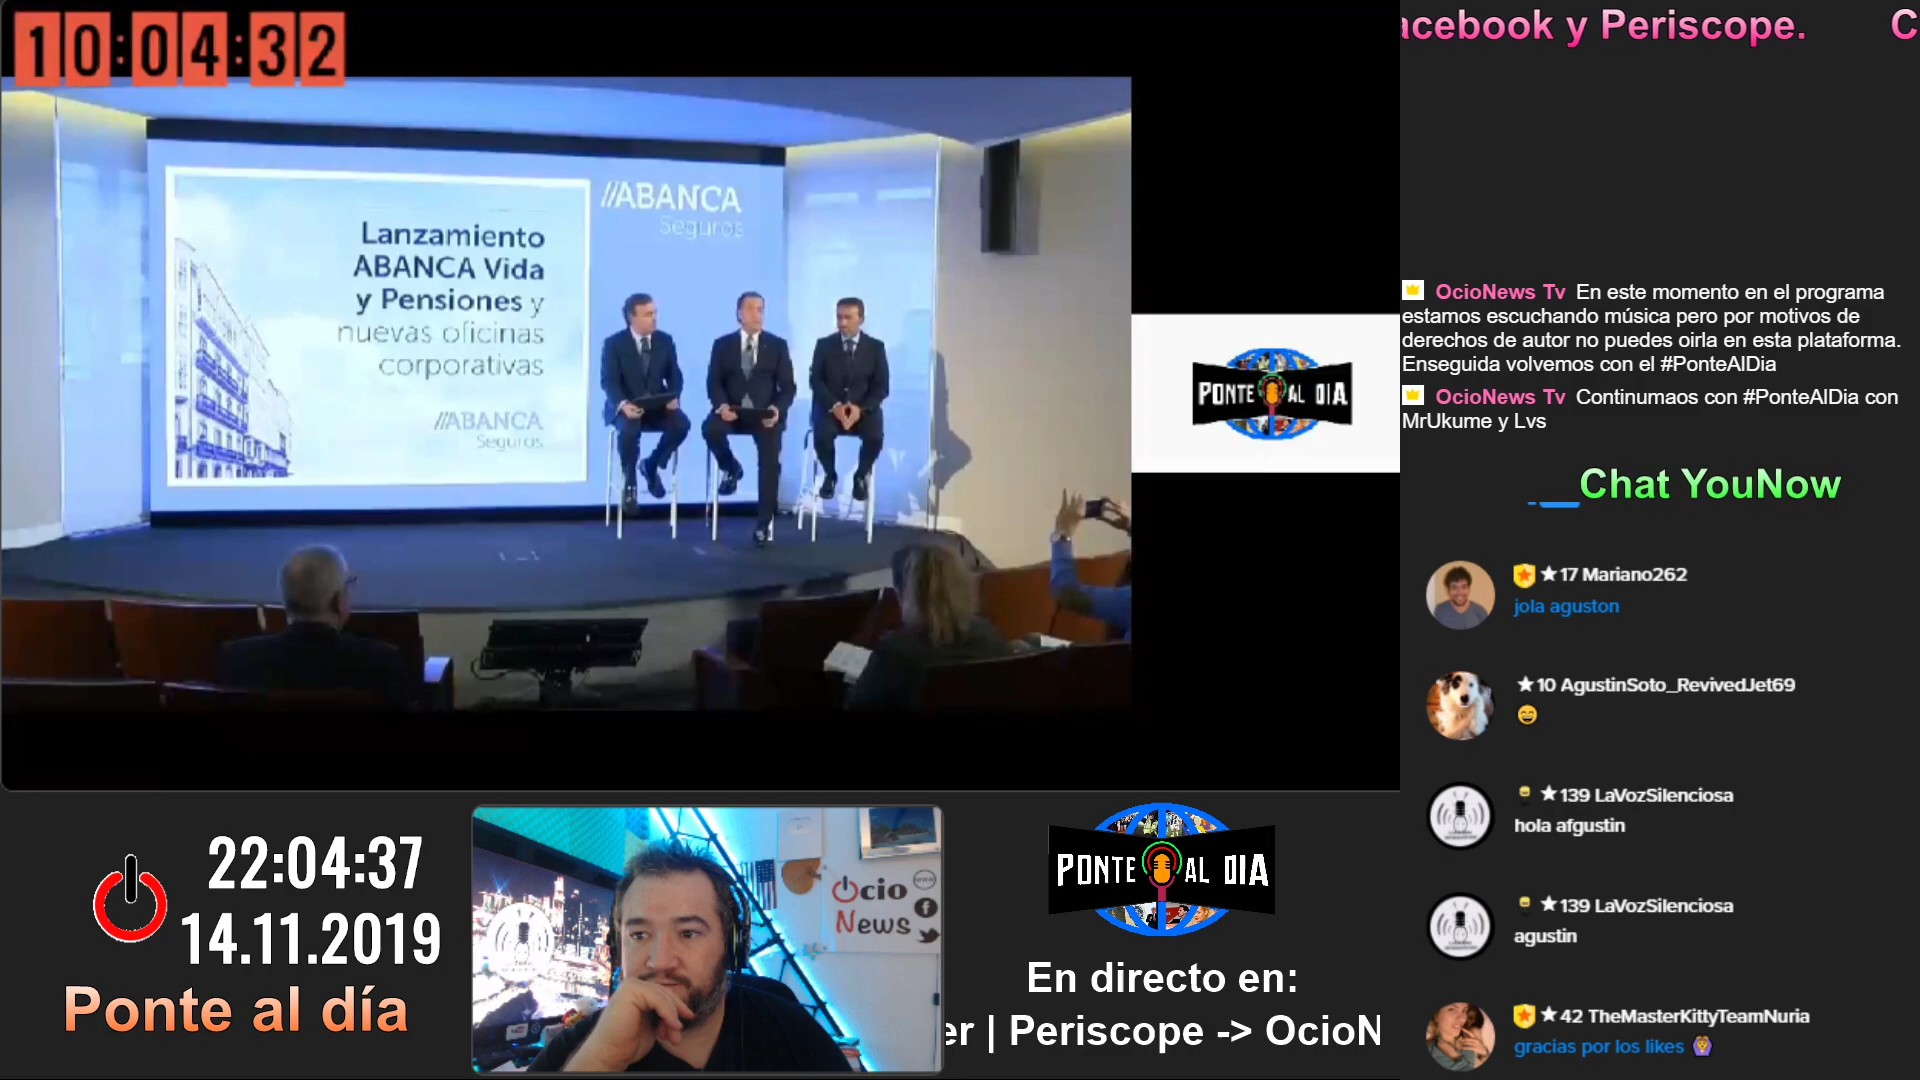 10:04:32
acebook y Periscope.
C
//ABANCA
Seguros
Lanzamiento
ABANCA Vida
y Pensiones y
nuevas oficinas
corporativas
//ABANCA
Seguros
PONTE AL DIA
OcioNews Tv En este momento en el programa
estamos escuchando música pero por motivos de
derechos de autor no puedes oirla en esta plataforma.
Enseguida volvemos con el #PonteAlDia
OcioNews Tv Continumaos con #PonteAlDia con
MrUkume y Lvs
Chat YouNow
★17 Mariano262
jola aguston
★10 AgustinSoto_RevivedJet69
★139 LaVozSilenciosa
hola afgustin
★139 LaVozSilenciosa
agustin
★42 TheMasterKittyTeamNuria
gracias por los likes
22:04:37
14.11.2019
Ponte al día
Ocio
News
PONTE AL DIA
En directo en:
er | Periscope -> OcioN